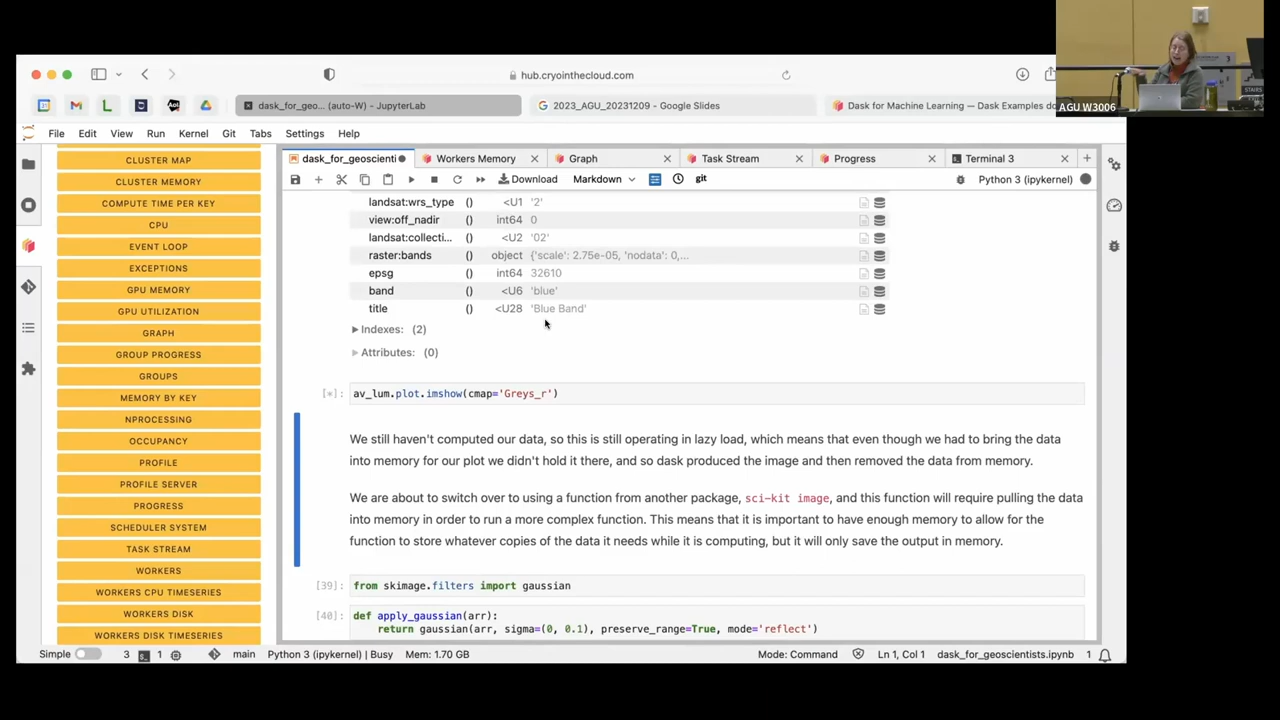 AGU W3006
STAIRS
hub.cryointhecloud.com
dask_for_geo... (auto-W) - JupyterLab
2023_AGU_20231209 - Google Slides
Dask for Machine Learning — Dask Examples do
File Edit View Run Kernel Git Tabs Settings Help
dask_for_geoscienti
Workers Memory
Graph
Task Stream
Progress
Terminal 3
Download
Markdown
git
Python 3 (ipykernel)
CLUSTER MAP
CLUSTER MEMORY
COMPUTE TIME PER KEY
CPU
EVENT LOOP
EXCEPTIONS
GPU MEMORY
GPU UTILIZATION
GRAPH
GROUP PROGRESS
GROUPS
MEMORY BY KEY
NPROCESSING
OCCUPANCY
PROFILE
PROFILE SERVER
PROGRESS
SCHEDULER SYSTEM
TASK STREAM
WORKERS
WORKERS CPU TIMESERIES
WORKERS DISK
WORKERS DISK TIMESERIES
landsat:wrs_type () <U1 '2'
view:off_nadir () int64 0
landsat:collecti... () <U2 '02'
raster:bands () object {'scale': 2.75e-05, 'nodata': 0,...
epsg () int64 32610
band () <U6 'blue'
title () <U28 'Blue Band'
Indexes: (2)
Attributes: (0)
[*]: av_lum.plot.imshow(cmap='Greys_r')
We still haven't computed our data, so this is still operating in lazy load, which means that even though we had to bring the data
into memory for our plot we didn't hold it there, and so dask produced the image and then removed the data from memory.
We are about to switch over to using a function from another package, sci-kit image, and this function will require pulling the data
into memory in order to run a more complex function. This means that it is important to have enough memory to allow for the
function to store whatever copies of the data it needs while it is computing, but it will only save the output in memory.
[39]: from skimage.filters import gaussian
[40]: def apply_gaussian(arr):
return gaussian(arr, sigma=(0, 0.1), preserve_range=True, mode='reflect')
Simple 3 1 main Python 3 (ipykernel) | Busy Mem: 1.70 GB Mode: Command Ln 1, Col 1 dask_for_geoscientists.ipynb 1